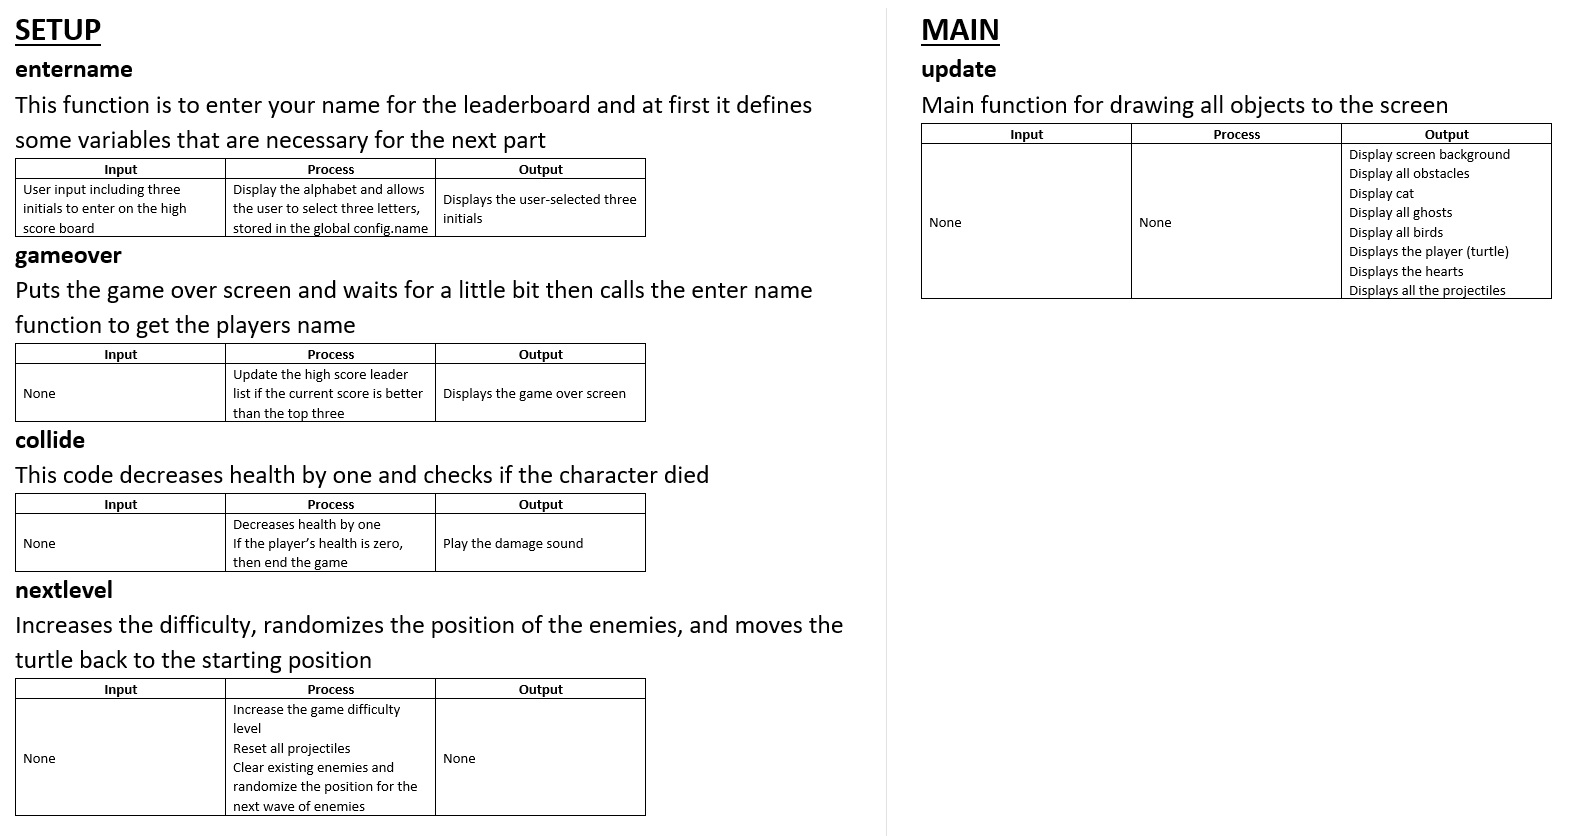 SETUP
entername
This function is to enter your name for the leaderboard and at first it defines
some variables that are necessary for the next part
Input Process Output
User input including three
initials to enter on the high
score board
Display the alphabet and allows
the user to select three letters,
stored in the global config.name
Displays the user-selected three
initials
gameover
Puts the game over screen and waits for a little bit then calls the enter name
function to get the players name
Input Process Output
None
Update the high score leader
list if the current score is better
than the top three
Displays the game over screen
collide
This code decreases health by one and checks if the character died
Input Process Output
None
Decreases health by one
If the player’s health is zero,
then end the game
Play the damage sound
nextlevel
Increases the difficulty, randomizes the position of the enemies, and moves the
turtle back to the starting position
Input Process Output
None
Increase the game difficulty
level
Reset all projectiles
Clear existing enemies and
randomize the position for the
next wave of enemies
None
MAIN
update
Main function for drawing all objects to the screen
Input Process Output
None
None
Display screen background
Display all obstacles
Display cat
Display all ghosts
Display all birds
Displays the player (turtle)
Displays the hearts
Displays all the projectiles